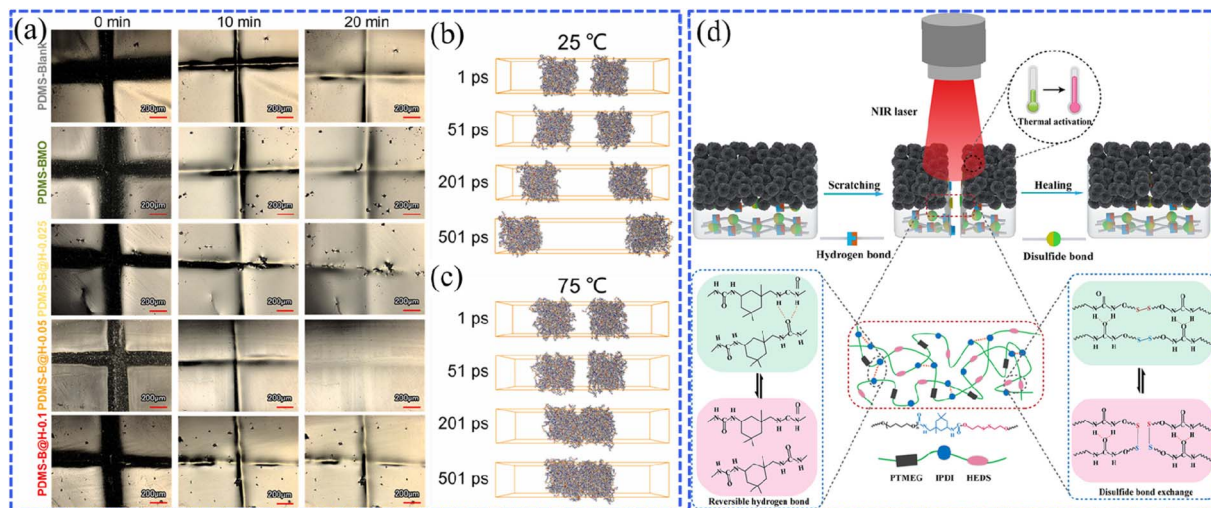 (a)
0 min 10 min 20 min
PDMS-Blank
200μm 200μm 200μm
PDMS-BMO
200μm 200μm 200μm
PDMS-B@H-0.025
200μm 200μm 200μm
PDMS-B@H-0.05
200μm 200μm 200μm
PDMS-B@H-0.1
200μm 200μm 200μm
(b)
25 ℃
1 ps
51 ps
201 ps
501 ps
(c)
75 ℃
1 ps
51 ps
201 ps
501 ps
(d)
NIR laser
Thermal activation
Scratching
Healing
Hydrogen bond
Disulfide bond
PTMEG IPDI HEDS
Reversible hydrogen bond
Disulfide bond exchange